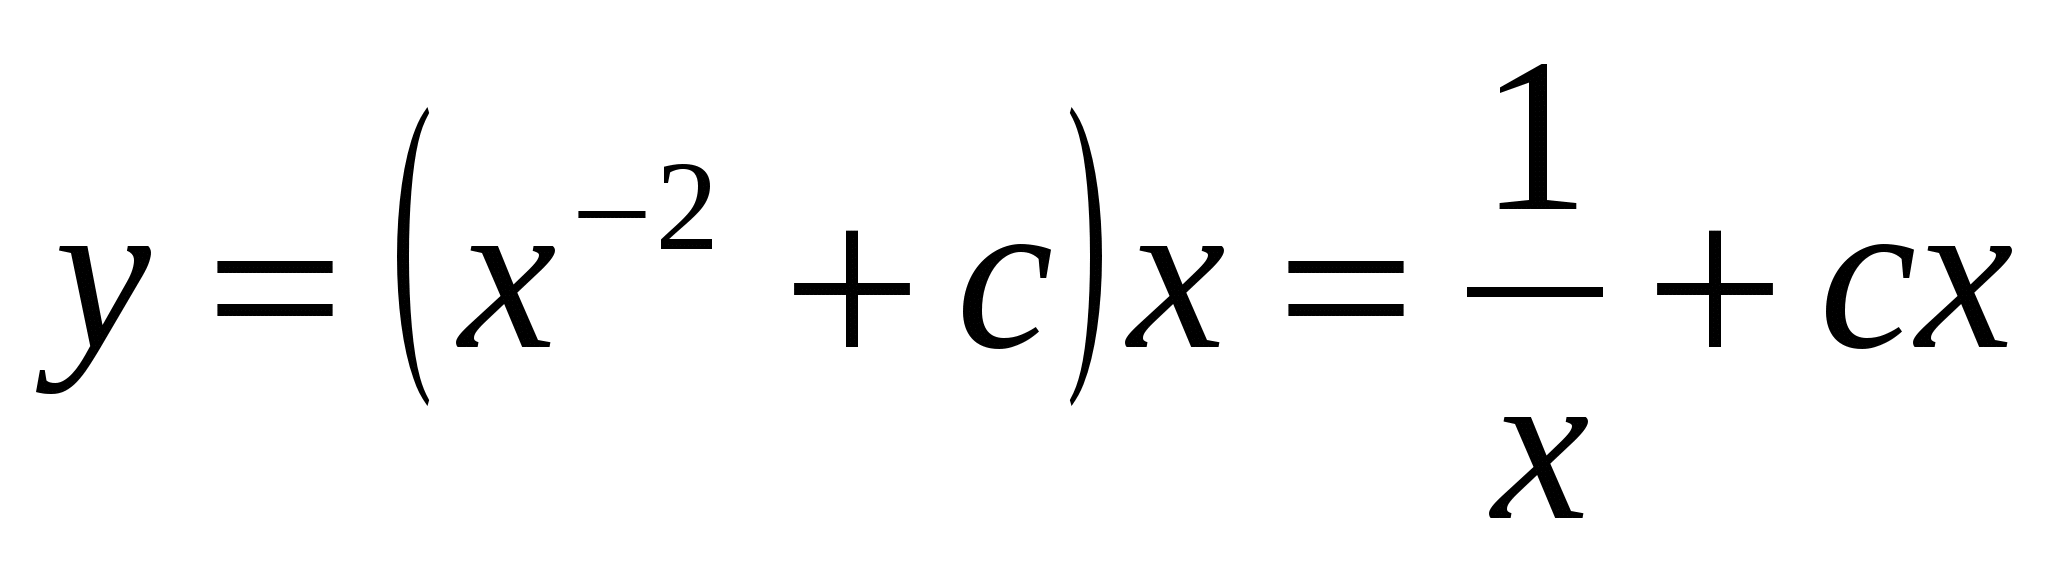 y = (x⁻² + c)x = 1/x + cx